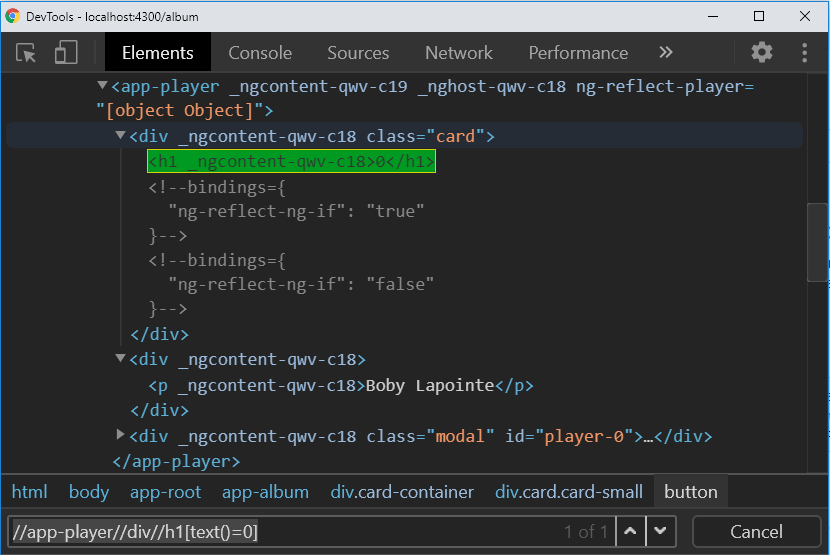 DevTools - localhost:4300/album
Elements Console Sources Network Performance »
<app-player _ngcontent-qwv-c19 _nghost-qwv-c18 ng-reflect-player=
"[object Object]">
<div _ngcontent-qwv-c18 class="card">
<h1 _ngcontent-qwv-c18>0</h1>
<!--bindings={
"ng-reflect-ng-if": "true"
}-->
<!--bindings={
"ng-reflect-ng-if": "false"
}-->
</div>
<div _ngcontent-qwv-c18>
<p _ngcontent-qwv-c18>Boby Lapointe</p>
</div>
<div _ngcontent-qwv-c18 class="modal" id="player-0">…</div>
</app-player>
html body app-root app-album div.card-container div.card.card-small button
//app-player//div//h1[text()=0] 1 of 1 Cancel